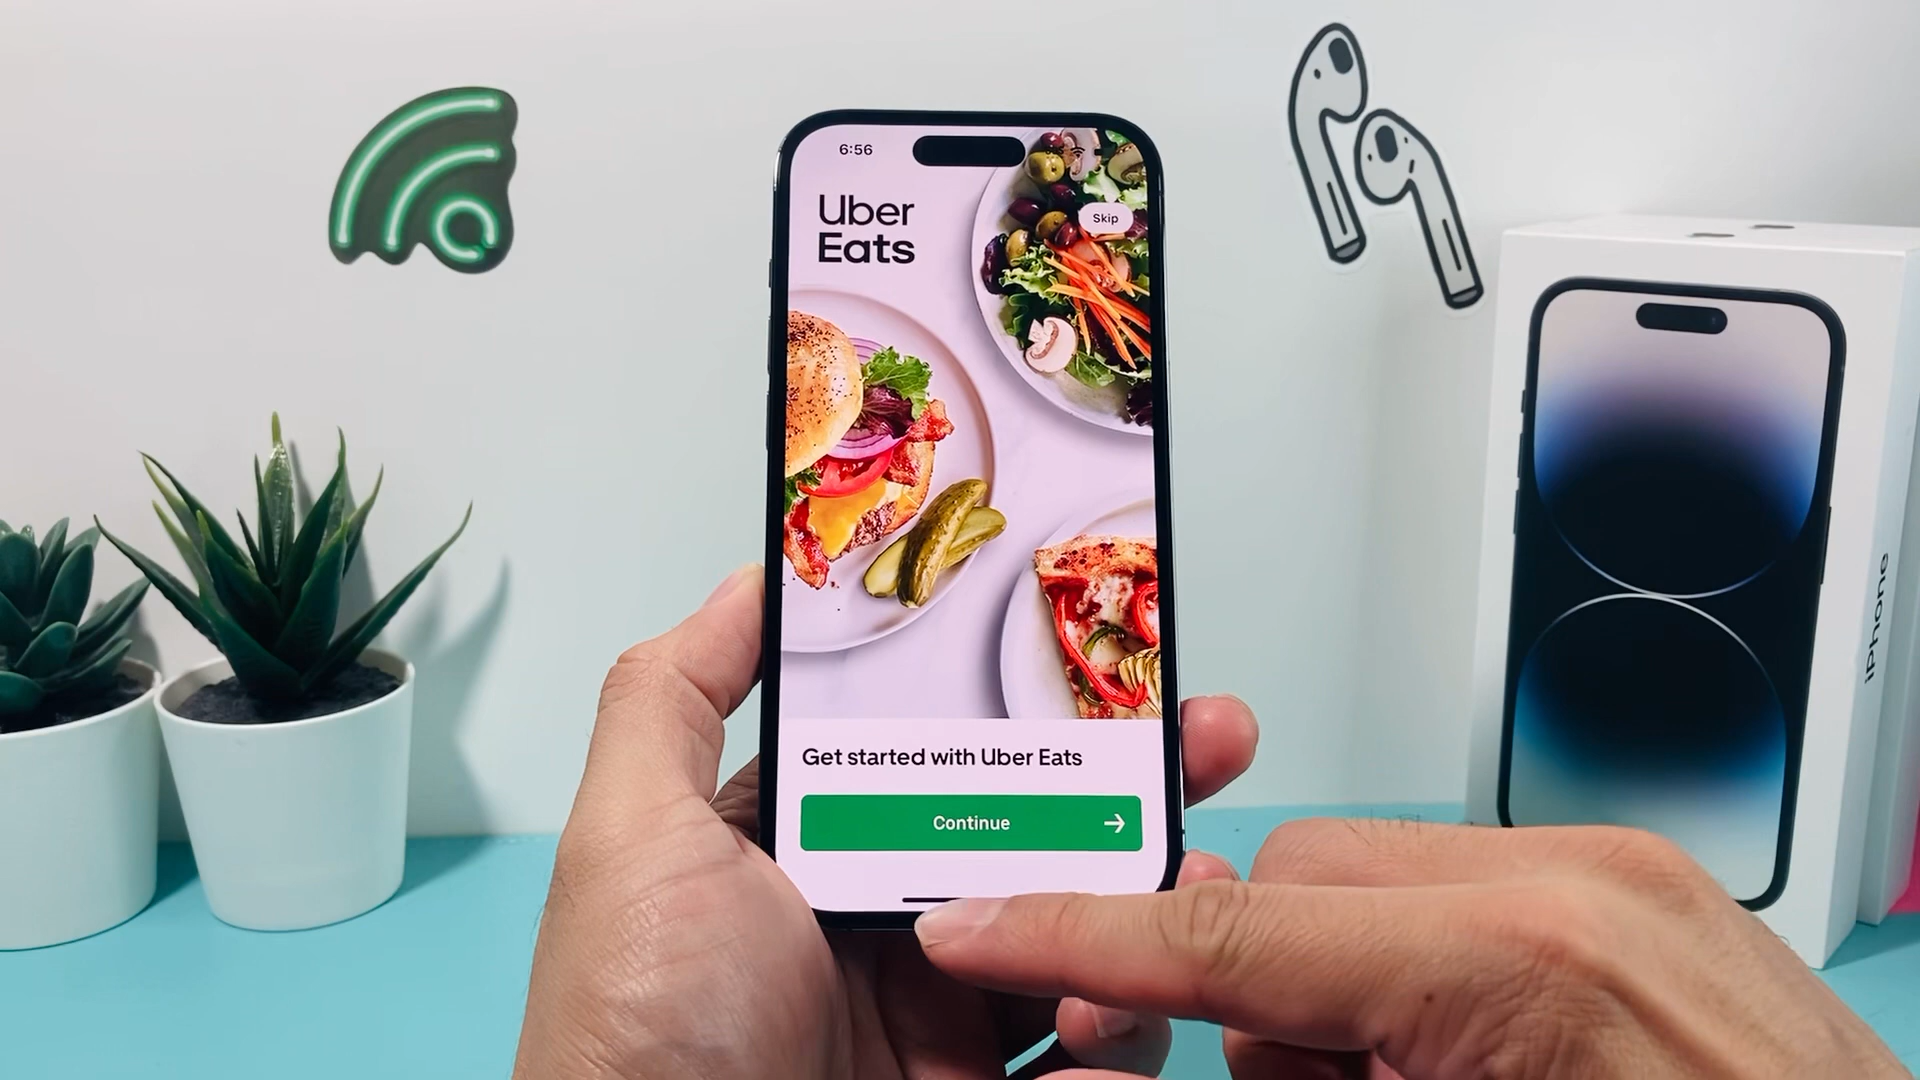 6:56
Uber
Eats
Skip
Get started with Uber Eats
Continue
iPhone